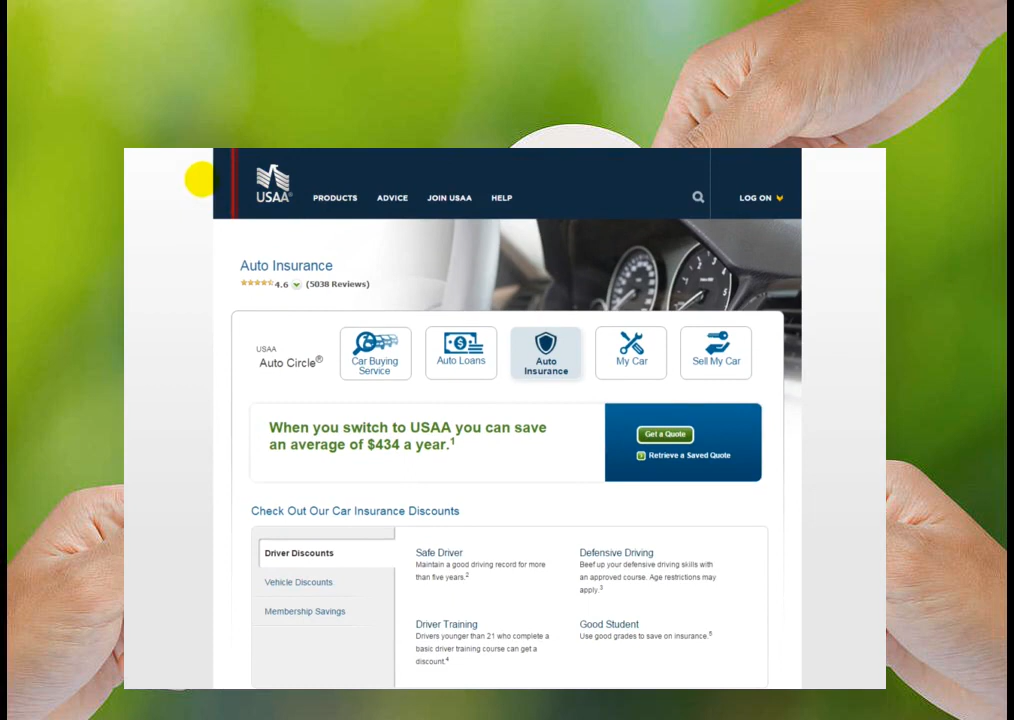 USAA®
PRODUCTS ADVICE JOIN USAA HELP
LOG ON
Auto Insurance
4.6 (5038 Reviews)
USAA
Auto Circle®
Car Buying
Service
Auto Loans
Auto
Insurance
My Car
Sell My Car
When you switch to USAA you can save
an average of $434 a year.1
Get a Quote
Retrieve a Saved Quote
Check Out Our Car Insurance Discounts
Driver Discounts
Vehicle Discounts
Membership Savings
Safe Driver
Maintain a good driving record for more
than five years.2
Defensive Driving
Beef up your defensive driving skills with
an approved course. Age restrictions may
apply.3
Driver Training
Drivers younger than 21 who complete a
basic driver training course can get a
discount.4
Good Student
Use good grades to save on insurance.5